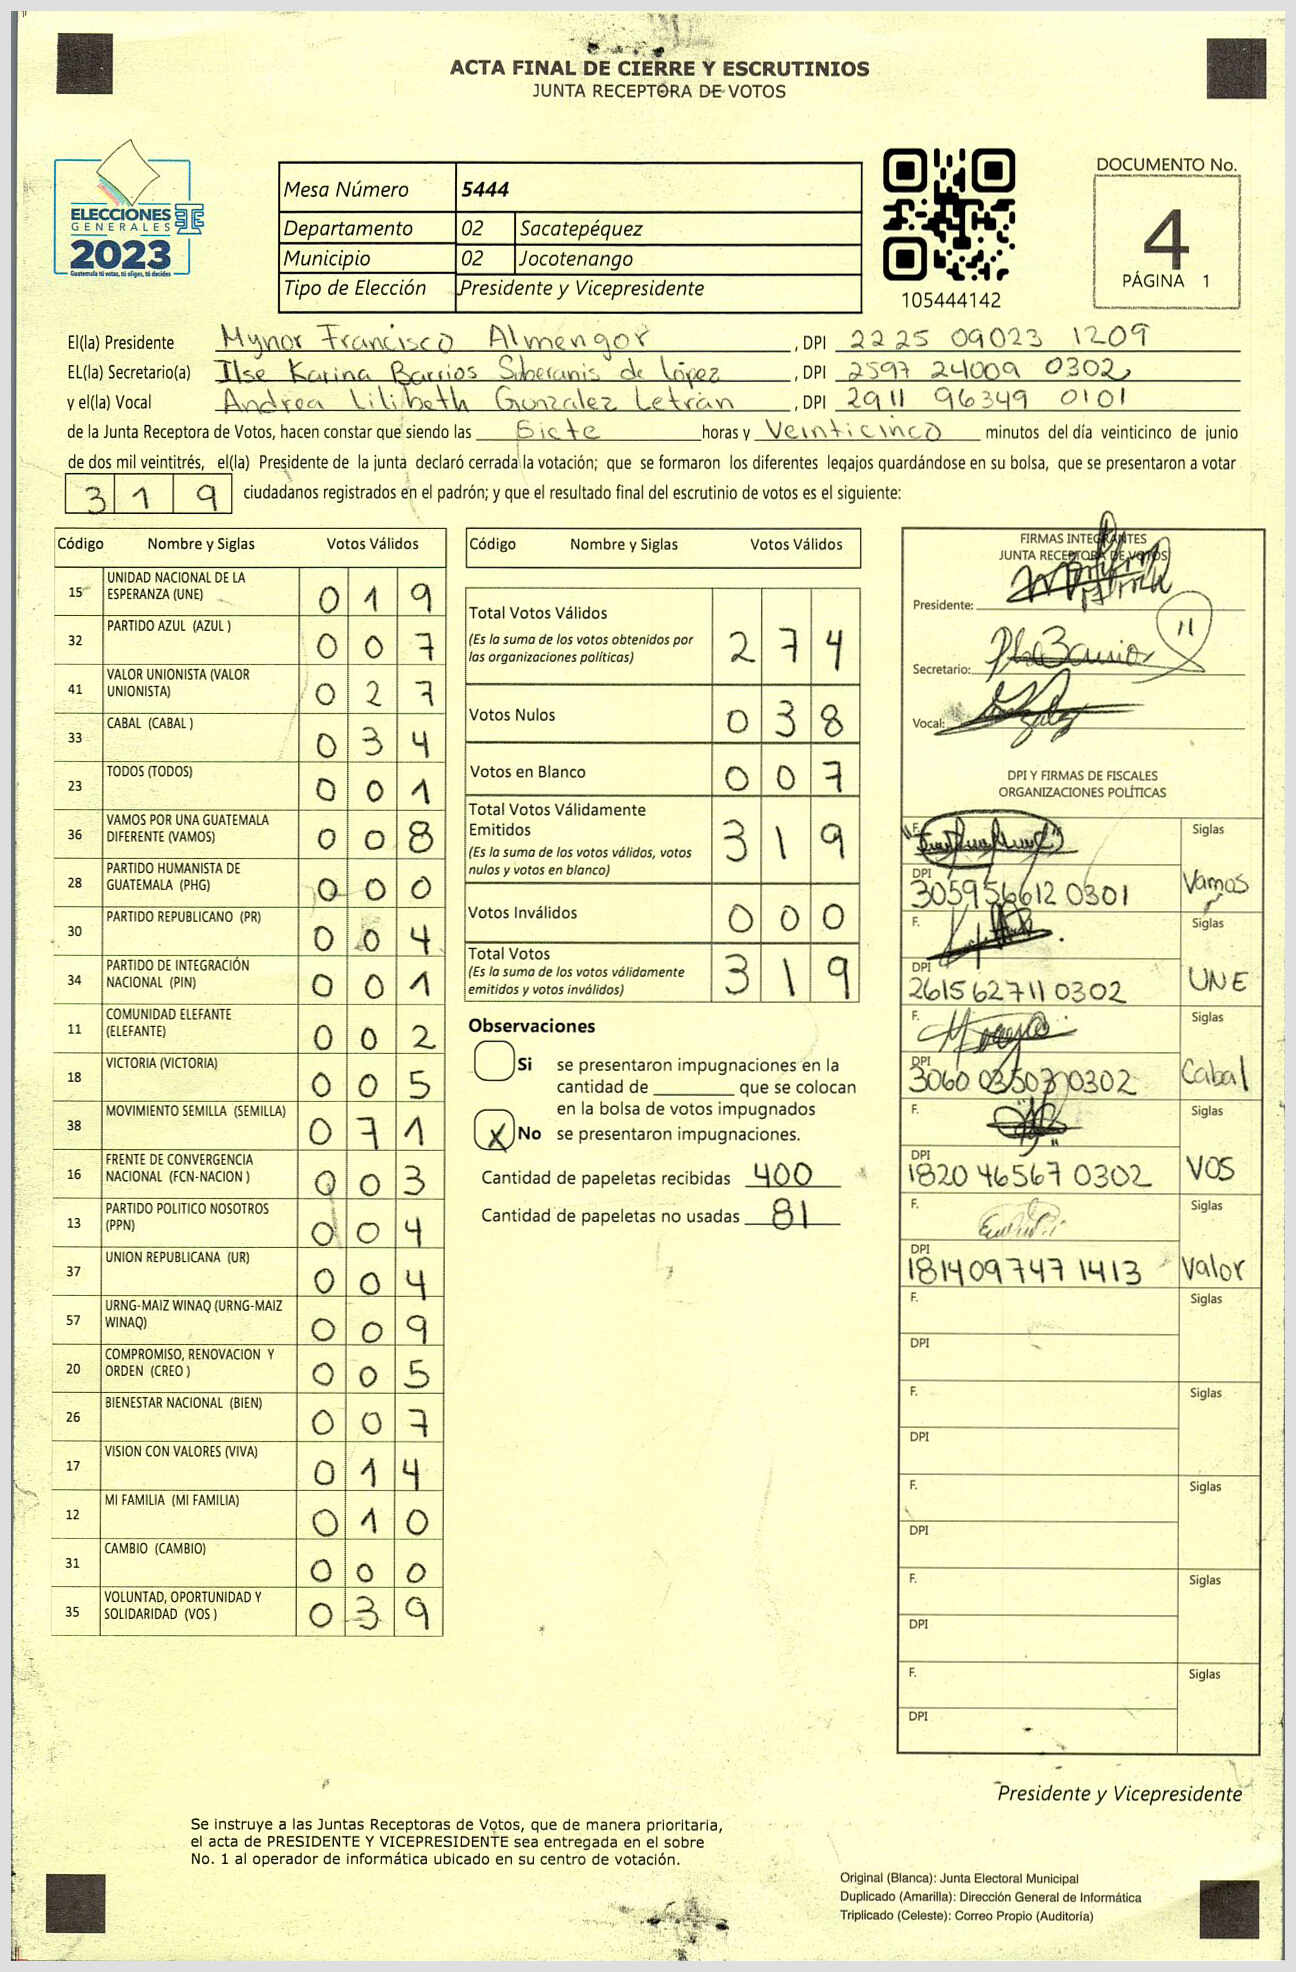 ACTA FINAL DE CIERRE Y ESCRUTINIOS
JUNTA RECEPTORA DE VOTOS
ELECCIONES
GENERALES
2023
Guatemala tú votas, tú eliges, tú decides
Mesa Número 5444
Departamento 02 Sacatepéquez
Municipio 02 Jocotenango
Tipo de Elección Presidente y Vicepresidente
105444142
DOCUMENTO No.
4
PÁGINA 1
El(la) Presidente Mynor Francisco Almengor , DPI 2225 09023 1209
EL(la) Secretario(a) Ilse Karina Barrios Soberanis de López , DPI 2597 24009 0302
y el(la) Vocal Andrea Lilibeth Gonzalez Letrán , DPI 2911 96349 0101
de la Junta Receptora de Votos, hacen constar que siendo las Siete horas y Veinticinco minutos del día veinticinco de junio
de dos mil veintitrés, el(la) Presidente de la junta declaró cerrada la votación; que se formaron los diferentes legajos guardándose en su bolsa, que se presentaron a votar
319 ciudadanos registrados en el padrón; y que el resultado final del escrutinio de votos es el siguiente:
Código Nombre y Siglas Votos Válidos
15 UNIDAD NACIONAL DE LA
ESPERANZA (UNE) 0 1 9
32 PARTIDO AZUL (AZUL ) 0 0 7
41 VALOR UNIONISTA (VALOR
UNIONISTA) 0 2 7
33 CABAL (CABAL ) 0 3 4
23 TODOS (TODOS) 0 0 1
36 VAMOS POR UNA GUATEMALA
DIFERENTE (VAMOS) 0 0 8
28 PARTIDO HUMANISTA DE
GUATEMALA (PHG) 0 0 0
30 PARTIDO REPUBLICANO (PR) 0 0 4
34 PARTIDO DE INTEGRACIÓN
NACIONAL (PIN) 0 0 1
11 COMUNIDAD ELEFANTE
(ELEFANTE) 0 0 2
18 VICTORIA (VICTORIA) 0 0 5
38 MOVIMIENTO SEMILLA (SEMILLA) 0 7 1
16 FRENTE DE CONVERGENCIA
NACIONAL (FCN-NACION ) 0 0 3
13 PARTIDO POLITICO NOSOTROS
(PPN) 0 0 4
37 UNION REPUBLICANA (UR) 0 0 4
57 URNG-MAIZ WINAQ (URNG-MAIZ
WINAQ) 0 0 9
20 COMPROMISO, RENOVACION Y
ORDEN (CREO ) 0 0 5
26 BIENESTAR NACIONAL (BIEN) 0 0 7
17 VISION CON VALORES (VIVA) 0 1 4
12 MI FAMILIA (MI FAMILIA) 0 1 0
31 CAMBIO (CAMBIO) 0 0 0
35 VOLUNTAD, OPORTUNIDAD Y
SOLIDARIDAD (VOS ) 0 3 9
Código Nombre y Siglas Votos Válidos
Total Votos Válidos 2 7 4
(Es la suma de los votos obtenidos por
las organizaciones políticas)
Votos Nulos 0 3 8
Votos en Blanco 0 0 7
Total Votos Válidamente
Emitidos 3 1 9
(Es la suma de los votos válidos, votos
nulos y votos en blanco)
Votos Inválidos 0 0 0
Total Votos 3 1 9
(Es la suma de los votos válidamente
emitidos y votos inválidos)
Observaciones
Si se presentaron impugnaciones en la
cantidad de ________ que se colocan
en la bolsa de votos impugnados
X No se presentaron impugnaciones.
Cantidad de papeletas recibidas 400
Cantidad de papeletas no usadas 81
FIRMAS INTEGRANTES
JUNTA RECEPTORA DE VOTOS
Presidente:
Secretario:
Vocal:
DPI Y FIRMAS DE FISCALES
ORGANIZACIONES POLÍTICAS
F. Siglas
DPI 3059 56612 0301 Vamos
F. Siglas
DPI 2615 62711 0302 UNE
F. Siglas
DPI 3060 03507 0302 Cabal
F. Siglas
DPI 1820 46567 0302 VOS
F. Siglas
DPI 1814 09747 1413 Valor
F. Siglas
DPI
F. Siglas
DPI
F. Siglas
DPI
F. Siglas
DPI
F. Siglas
DPI
Presidente y Vicepresidente
Se instruye a las Juntas Receptoras de Votos, que de manera prioritaria,
el acta de PRESIDENTE Y VICEPRESIDENTE sea entregada en el sobre
No. 1 al operador de informática ubicado en su centro de votación.
Original (Blanca): Junta Electoral Municipal
Duplicado (Amarilla): Dirección General de Informática
Triplicado (Celeste): Correo Propio (Auditoría)